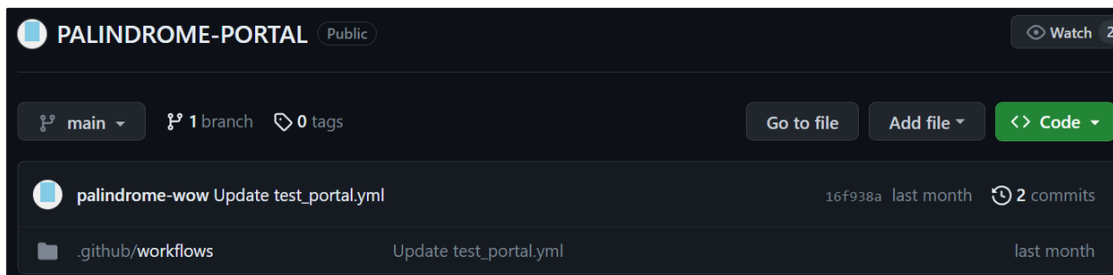 PALINDROME-PORTAL Public Watch 2
main 1 branch 0 tags Go to file Add file Code
palindrome-wow Update test_portal.yml 16f938a last month 2 commits
.github/workflows Update test_portal.yml last month